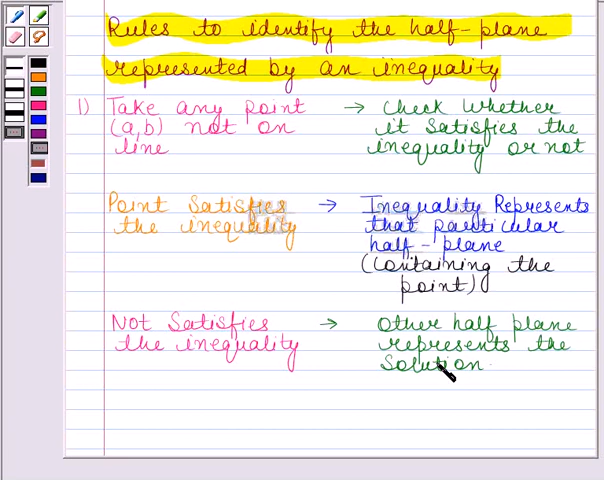 Rules to identify the half-plane
represented by an inequality
1) Take any point → Check whether
(a,b) not on it satisfies the
line inequality or not
Point Satisfies → Inequality Represents
the inequality that particular
half-plane
(containing the
point)
Not Satisfies → Other half plane
the inequality represents the
Solution.